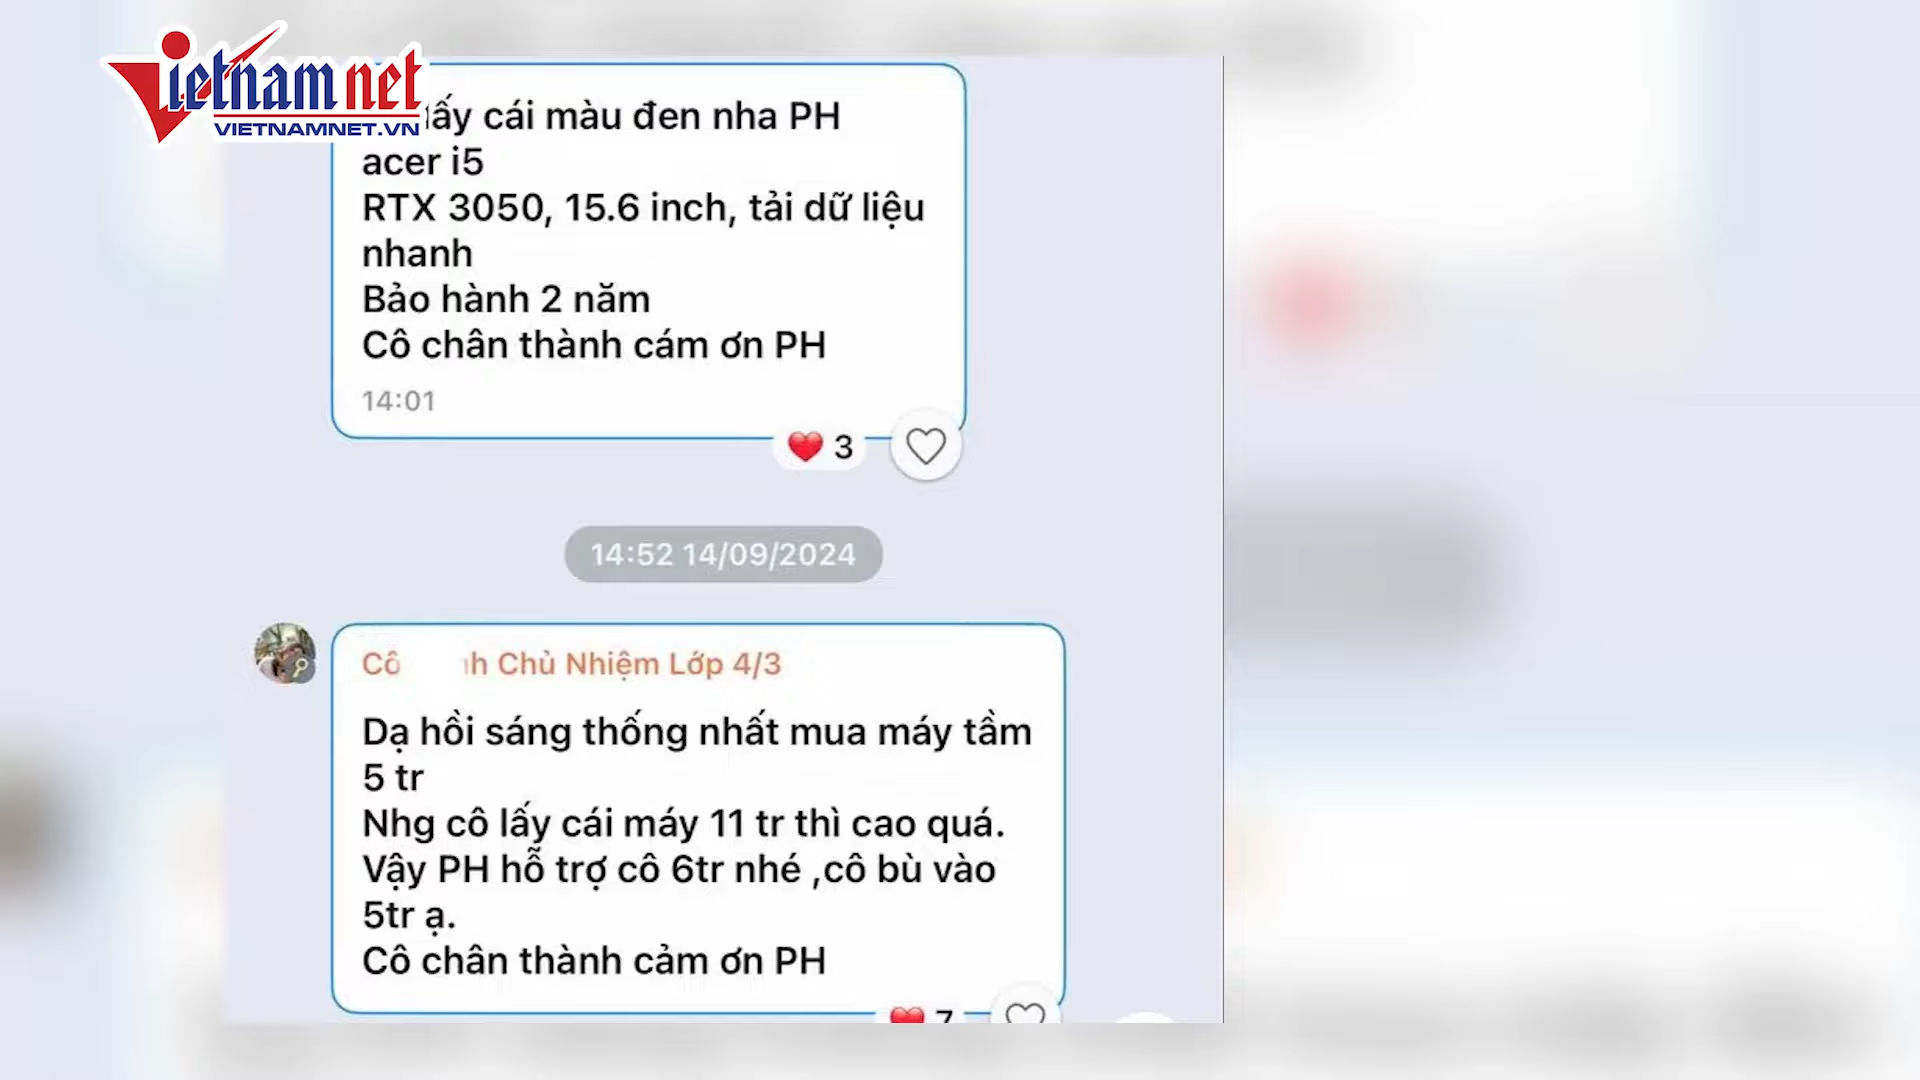 Vietnamnet
VIETNAMNET.VN
lấy cái màu đen nha PH
acer i5
RTX 3050, 15.6 inch, tải dữ liệu
nhanh
Bảo hành 2 năm
Cô chân thành cám ơn PH
14:01
3
14:52 14/09/2024
Cô h Chủ Nhiệm Lớp 4/3
Dạ hồi sáng thống nhất mua máy tầm
5 tr
Nhg cô lấy cái máy 11 tr thì cao quá.
Vậy PH hỗ trợ cô 6tr nhé ,cô bù vào
5tr ạ.
Cô chân thành cảm ơn PH
7